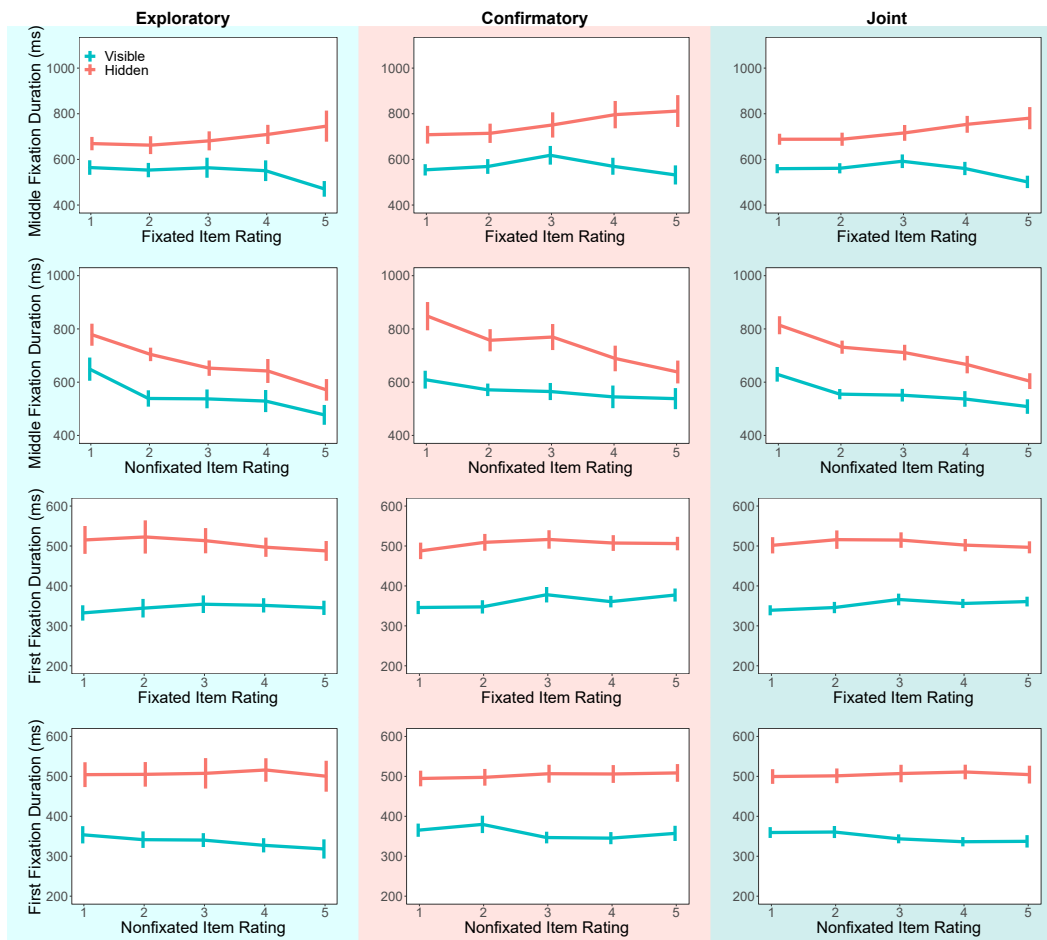 Exploratory Confirmatory Joint
Middle Fixation Duration (ms)
Visible
Hidden
1000 1000 1000
800 800 800
600 600 600
400 400 400
1 2 3 4 5 1 2 3 4 5 1 2 3 4 5
Fixated Item Rating Fixated Item Rating Fixated Item Rating
Middle Fixation Duration (ms)
1000 1000 1000
800 800 800
600 600 600
400 400 400
1 2 3 4 5 1 2 3 4 5 1 2 3 4 5
Nonfixated Item Rating Nonfixated Item Rating Nonfixated Item Rating
First Fixation Duration (ms)
600 600 600
500 500 500
400 400 400
300 300 300
200 200 200
1 2 3 4 5 1 2 3 4 5 1 2 3 4 5
Fixated Item Rating Fixated Item Rating Fixated Item Rating
First Fixation Duration (ms)
600 600 600
500 500 500
400 400 400
300 300 300
200 200 200
1 2 3 4 5 1 2 3 4 5 1 2 3 4 5
Nonfixated Item Rating Nonfixated Item Rating Nonfixated Item Rating